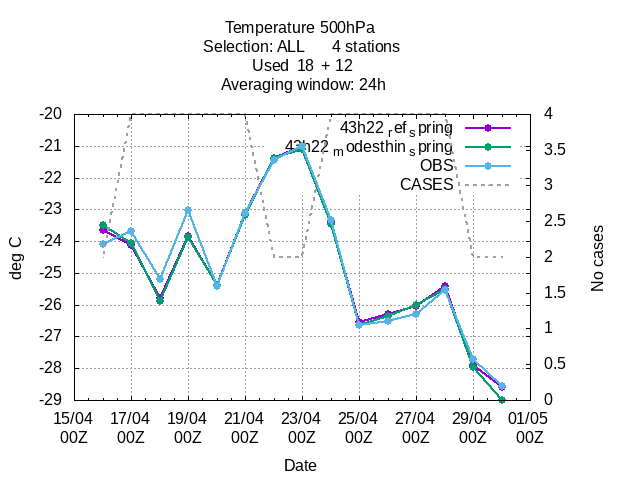 Temperature 500hPa
Selection: ALL 4 stations
Used 18 + 12
Averaging window: 24h
-20
-21
-22
-23
-24
-25
-26
-27
-28
-29
deg C
4
3.5
3
2.5
2
1.5
1
0.5
0
No cases
43h22 ref spring
43h22 modesthin spring
OBS
CASES
15/04 17/04 19/04 21/04 23/04 25/04 27/04 29/04 01/05
00Z 00Z 00Z 00Z 00Z 00Z 00Z 00Z 00Z
Date